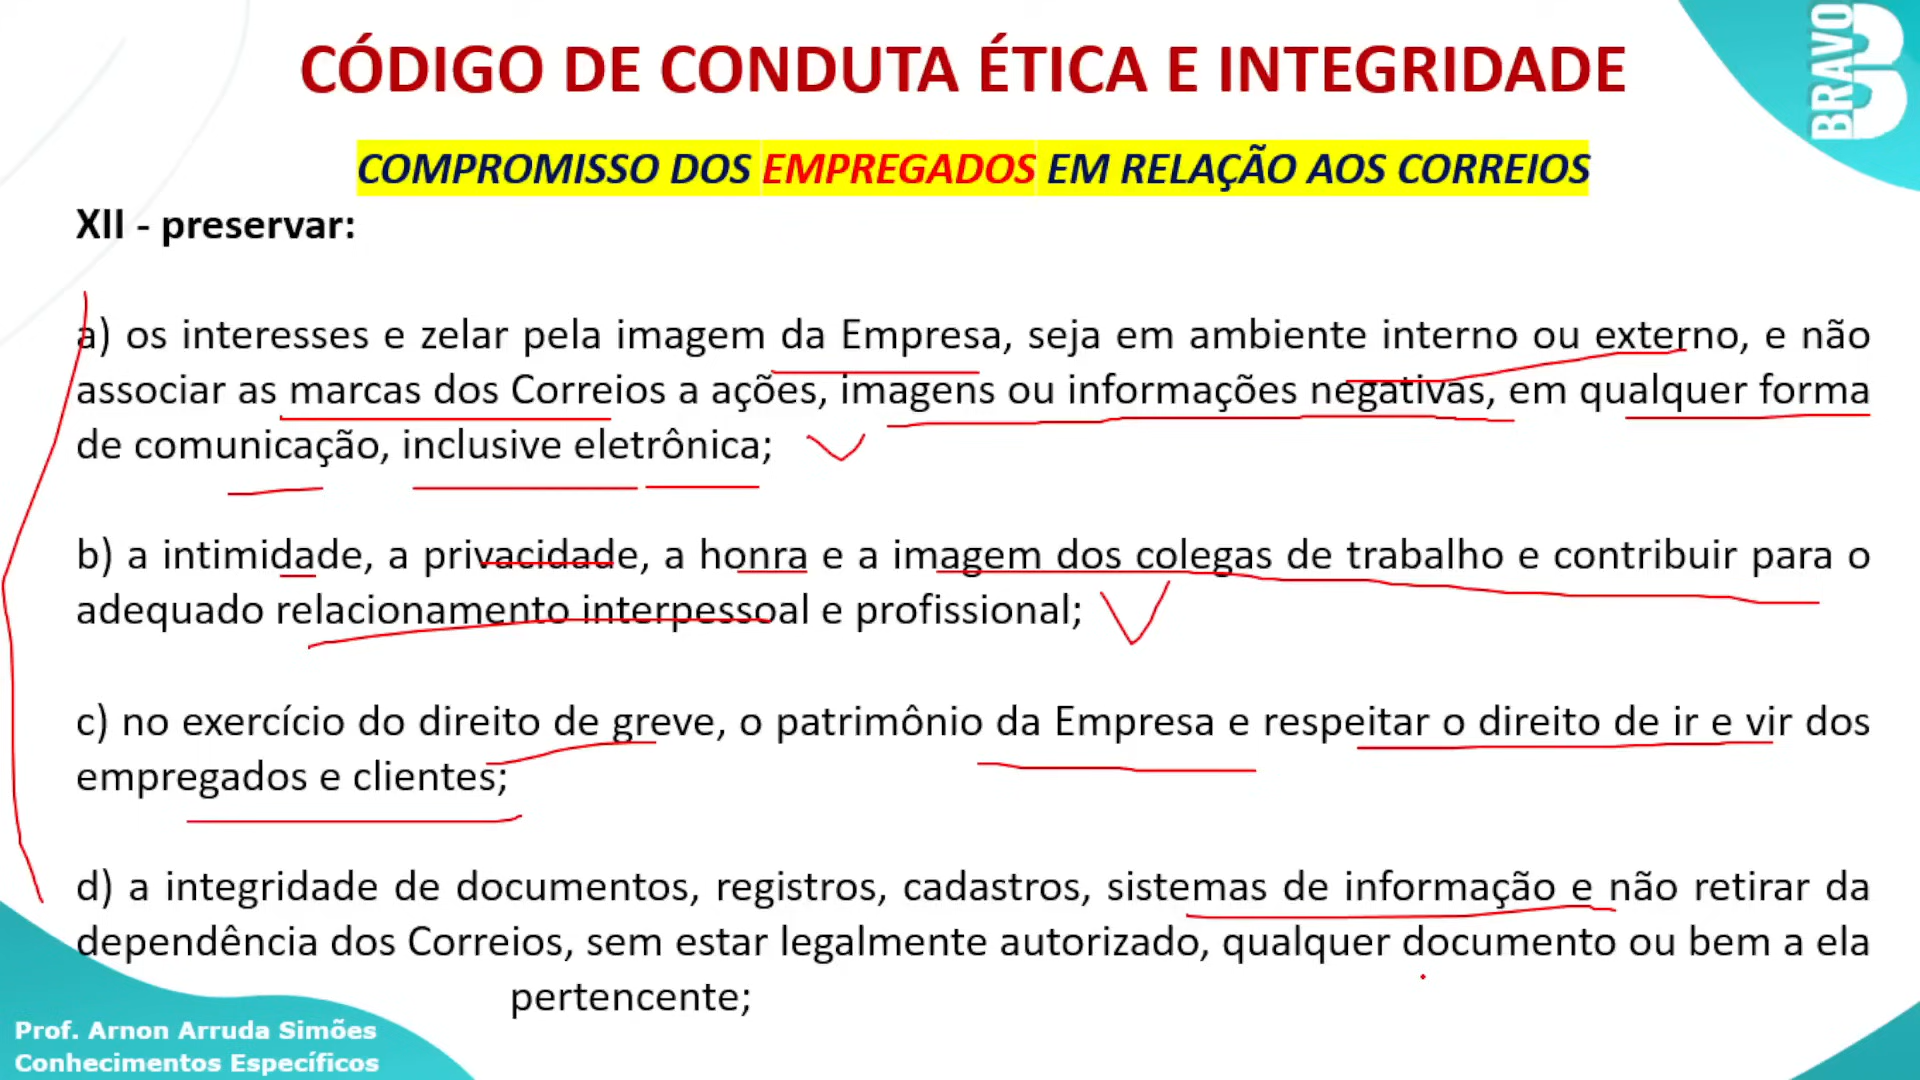 BRAVO
CÓDIGO DE CONDUTA ÉTICA E INTEGRIDADE
COMPROMISSO DOS EMPREGADOS EM RELAÇÃO AOS CORREIOS
XII - preservar:
a) os interesses e zelar pela imagem da Empresa, seja em ambiente interno ou externo, e não
associar as marcas dos Correios a ações, imagens ou informações negativas, em qualquer forma
de comunicação, inclusive eletrônica;
b) a intimidade, a privacidade, a honra e a imagem dos colegas de trabalho e contribuir para o
adequado relacionamento interpessoal e profissional;
c) no exercício do direito de greve, o patrimônio da Empresa e respeitar o direito de ir e vir dos
empregados e clientes;
d) a integridade de documentos, registros, cadastros, sistemas de informação e não retirar da
dependência dos Correios, sem estar legalmente autorizado, qualquer documento ou bem a ela
pertencente;
Prof. Arnon Arruda Simões
Conhecimentos Específicos